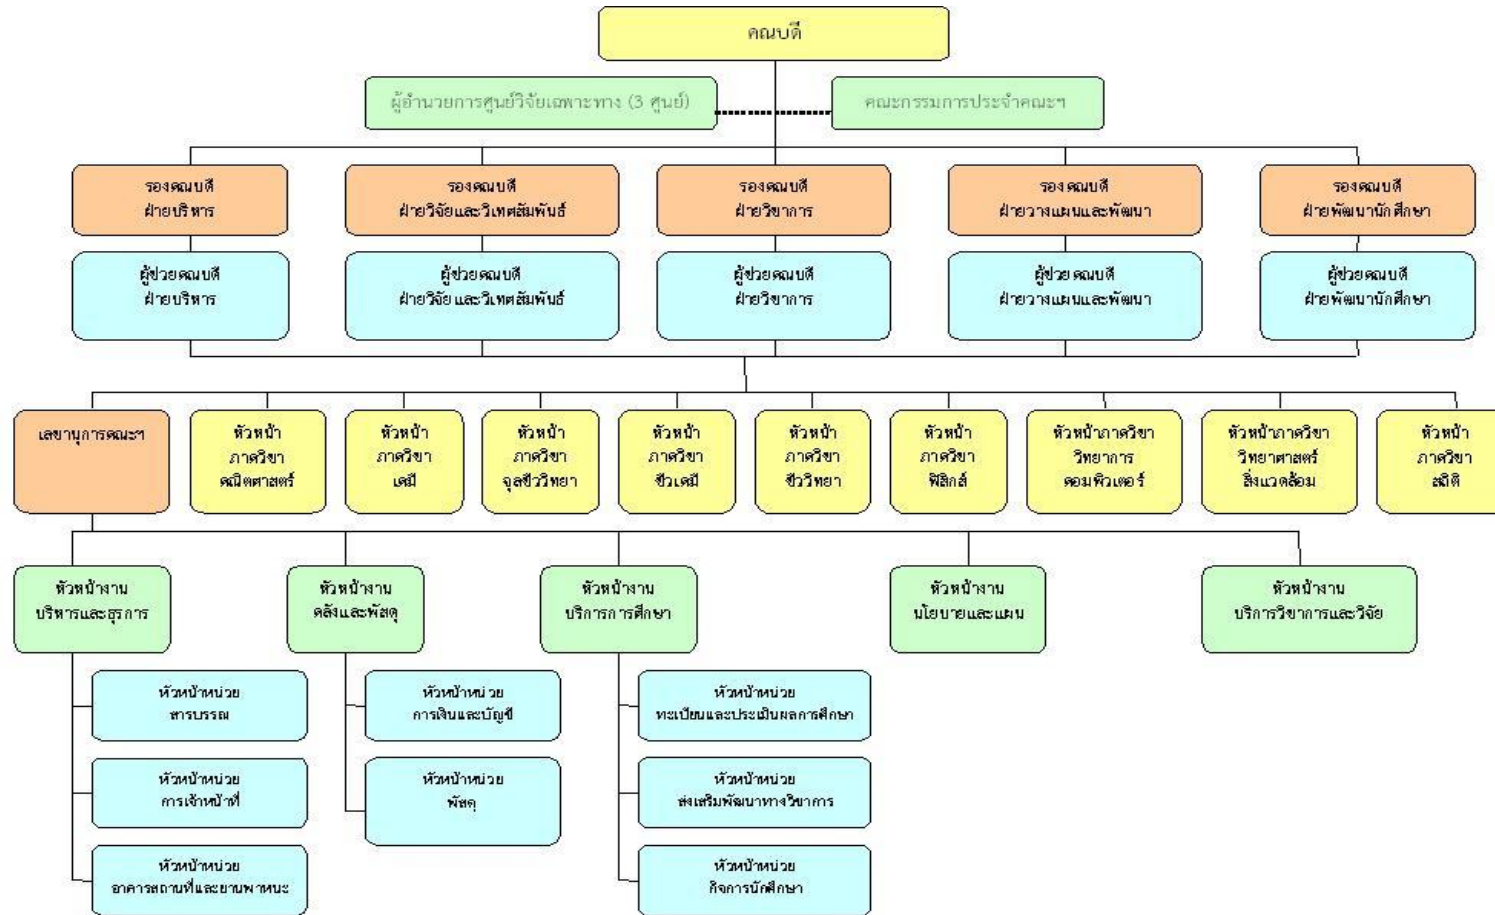 คณบดี
ผู้อำนวยการศูนย์วิจัยเฉพาะทาง (3 ศูนย์)
คณะกรรมการประจำคณะฯ
รองคณบดี
ฝ่ายบริหาร
รองคณบดี
ฝ่ายวิจัยและวิเทศสัมพันธ์
รองคณบดี
ฝ่ายวิชาการ
รองคณบดี
ฝ่ายวางแผนและพัฒนา
รองคณบดี
ฝ่ายพัฒนานักศึกษา
ผู้ช่วยคณบดี
ฝ่ายบริหาร
ผู้ช่วยคณบดี
ฝ่ายวิจัยและวิเทศสัมพันธ์
ผู้ช่วยคณบดี
ฝ่ายวิชาการ
ผู้ช่วยคณบดี
ฝ่ายวางแผนและพัฒนา
ผู้ช่วยคณบดี
ฝ่ายพัฒนานักศึกษา
เลขานุการคณะฯ
หัวหน้า
ภาควิชา
คณิตศาสตร์
หัวหน้า
ภาควิชา
เคมี
หัวหน้า
ภาควิชา
จุลชีววิทยา
หัวหน้า
ภาควิชา
ชีวเคมี
หัวหน้า
ภาควิชา
ชีววิทยา
หัวหน้า
ภาควิชา
ฟิสิกส์
หัวหน้าภาควิชา
วิทยาการ
คอมพิวเตอร์
หัวหน้าภาควิชา
วิทยาศาสตร์
สิ่งแวดล้อม
หัวหน้า
ภาควิชา
สถิติ
หัวหน้างาน
บริหารและธุรการ
หัวหน้างาน
คลังและพัสดุ
หัวหน้างาน
บริการการศึกษา
หัวหน้างาน
นโยบายและแผน
หัวหน้างาน
บริการวิชาการและวิจัย
หัวหน้าหน่วย
สารบรรณ
หัวหน้าหน่วย
การเงินและบัญชี
หัวหน้าหน่วย
ทะเบียนและประเมินผลการศึกษา
หัวหน้าหน่วย
การเจ้าหน้าที่
หัวหน้าหน่วย
พัสดุ
หัวหน้าหน่วย
ส่งเสริมพัฒนาทางวิชาการ
หัวหน้าหน่วย
อาคารสถานที่และยานพาหนะ
หัวหน้าหน่วย
กิจการนักศึกษา